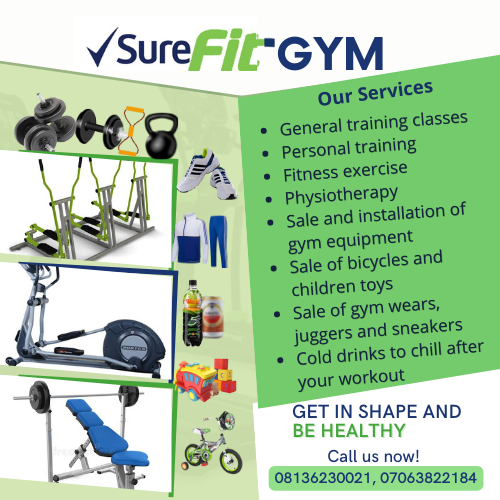 SureFit GYM
Our Services
• General training classes
• Personal training
• Fitness exercise
• Physiotherapy
• Sale and installation of
gym equipment
• Sale of bicycles and
children toys
• Sale of gym wears,
juggers and sneakers
• Cold drinks to chill after
your workout
GET IN SHAPE AND
BE HEALTHY
Call us now!
08136230021, 07063822184